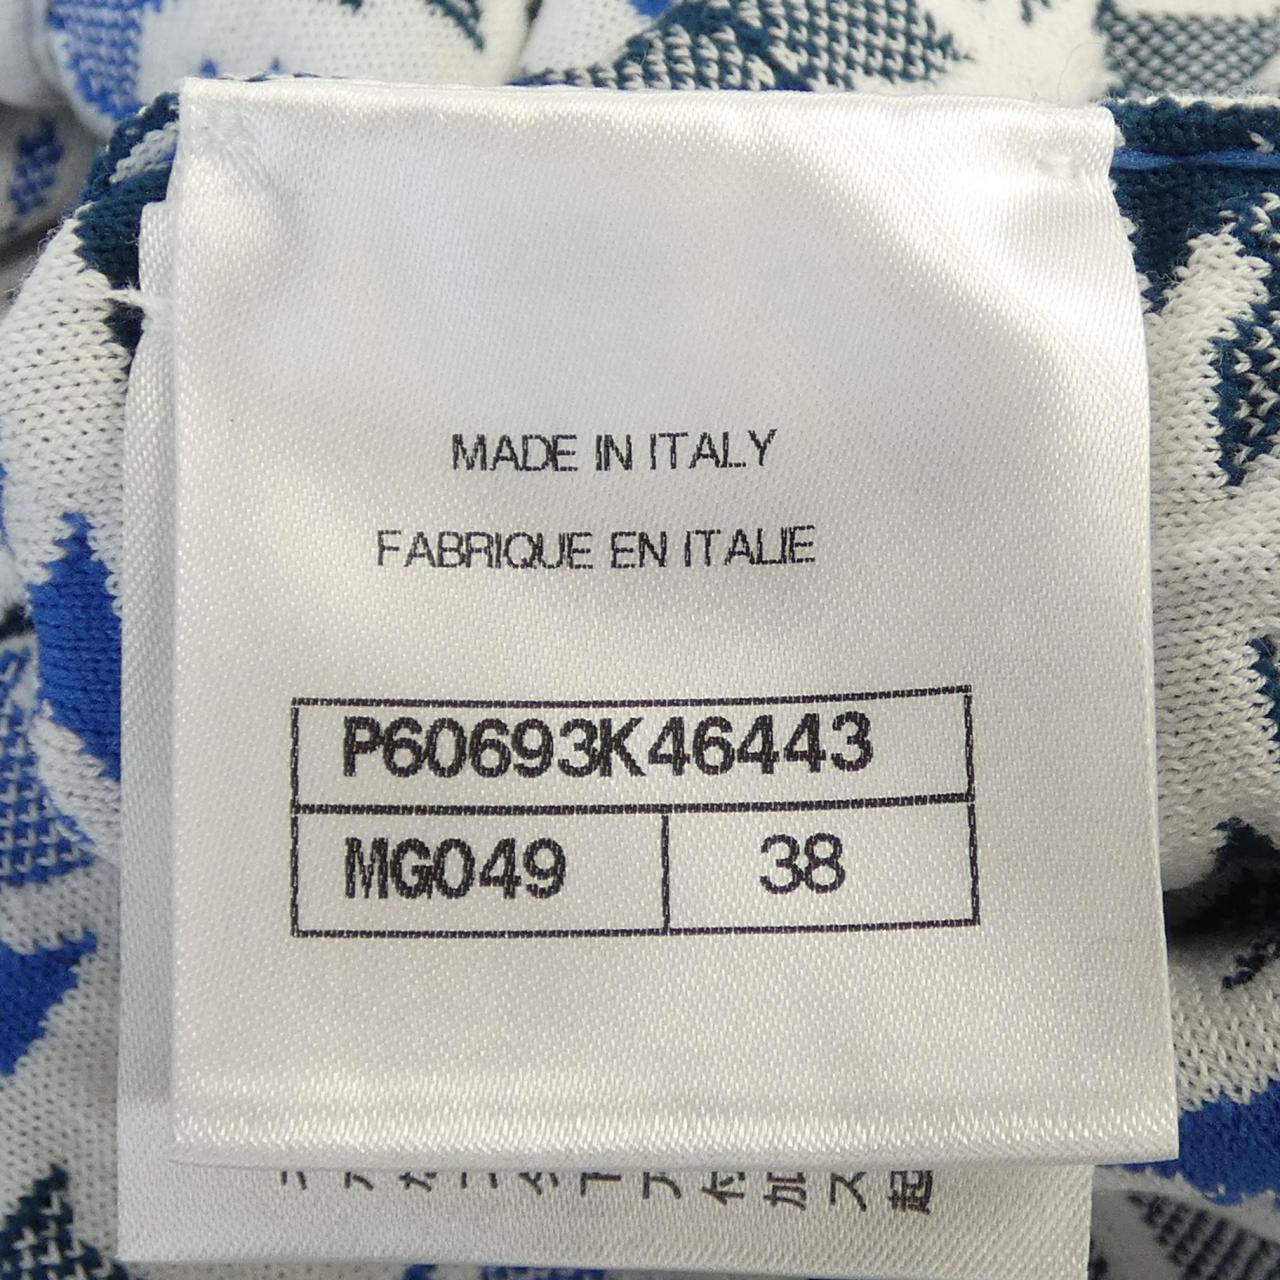 MADE IN ITALY
FABRIQUE EN ITALIE
P60693K46443
MG049 38